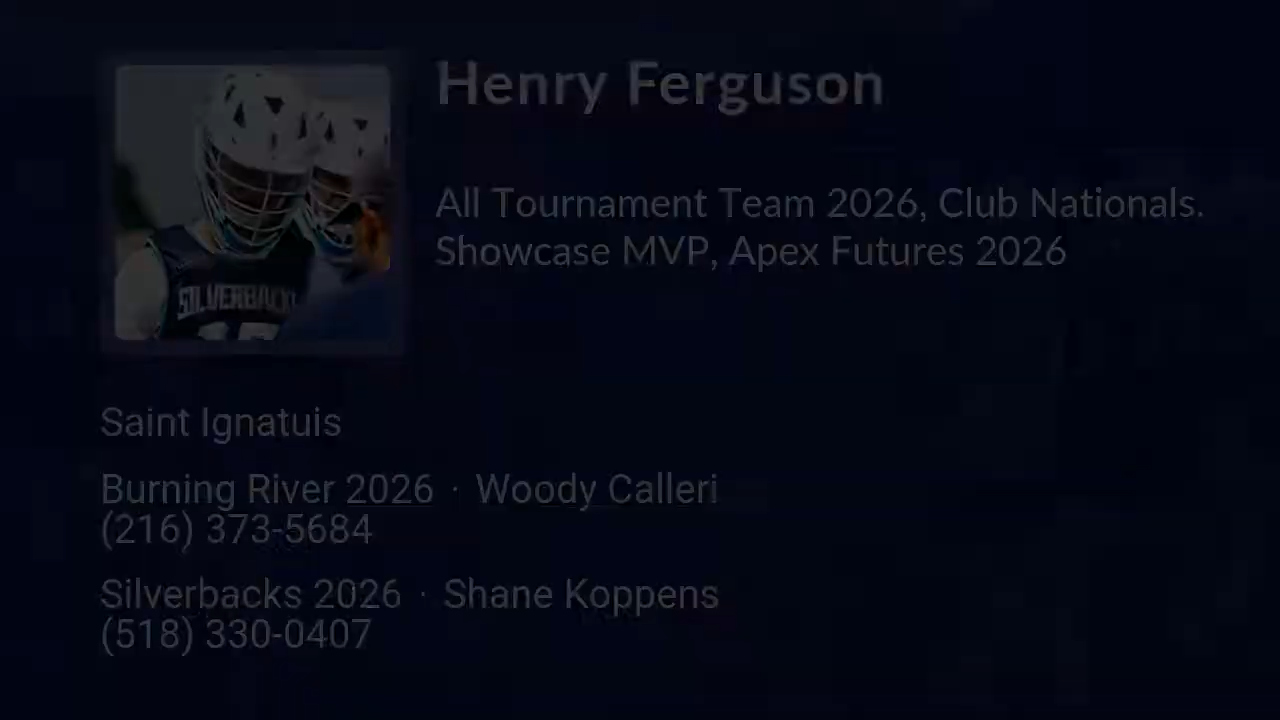 Henry Ferguson
All Tournament Team 2026, Club Nationals.
Showcase MVP, Apex Futures 2026
SILVERBACKS
Saint Ignatuis
Burning River 2026 · Woody Calleri
(216) 373-5684
Silverbacks 2026 · Shane Koppens
(518) 330-0407